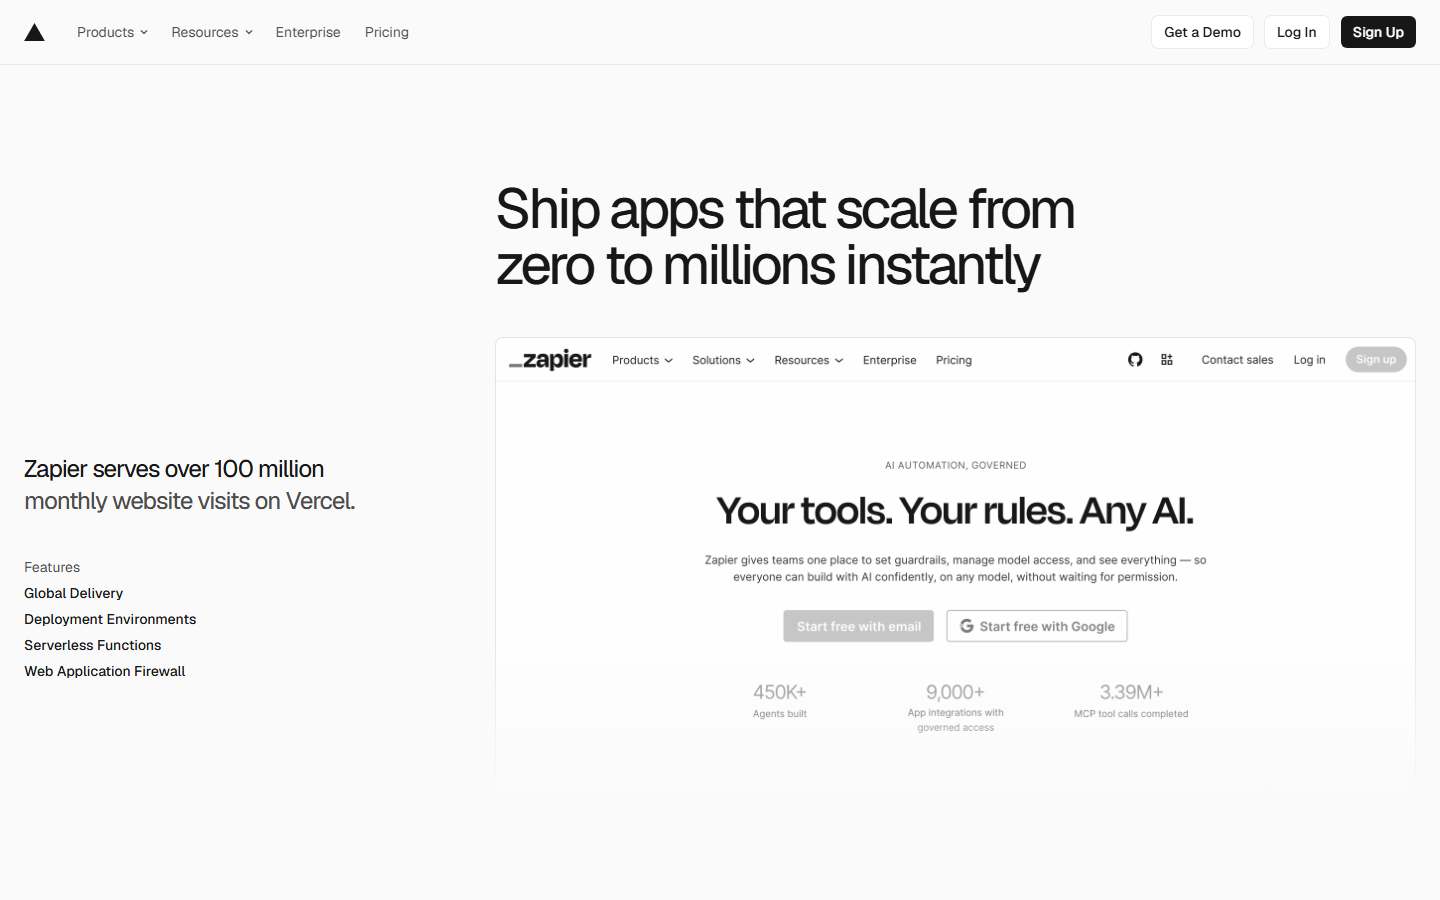 Products
Resources
Enterprise
Pricing
Get a Demo
Log In
Sign Up
Ship apps that scale from
zero to millions instantly
Zapier serves over 100 million
monthly website visits on Vercel.
Features
Global Delivery
Deployment Environments
Serverless Functions
Web Application Firewall
_zapier
Products
Solutions
Resources
Enterprise
Pricing
Contact sales
Log in
Sign up
AI AUTOMATION, GOVERNED
Your tools. Your rules. Any AI.
Zapier gives teams one place to set guardrails, manage model access, and see everything — so
everyone can build with AI confidently, on any model, without waiting for permission.
Start free with email
G Start free with Google
450K+
Agents built
9,000+
App integrations with
governed access
3.39M+
MCP tool calls completed